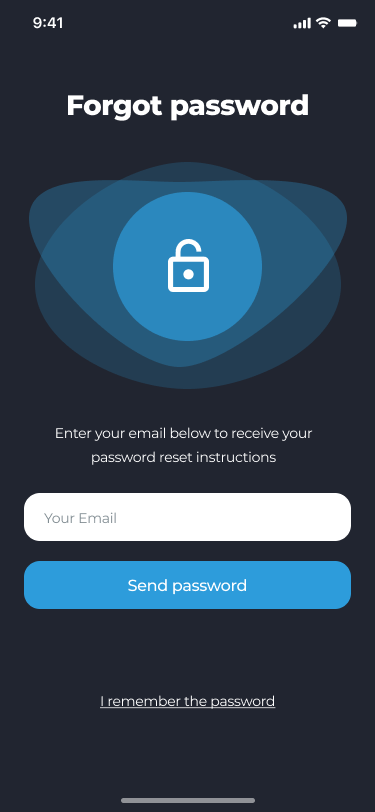 9:41
Forgot password
Enter your email below to receive your
password reset instructions
Your Email
Send password
I remember the password